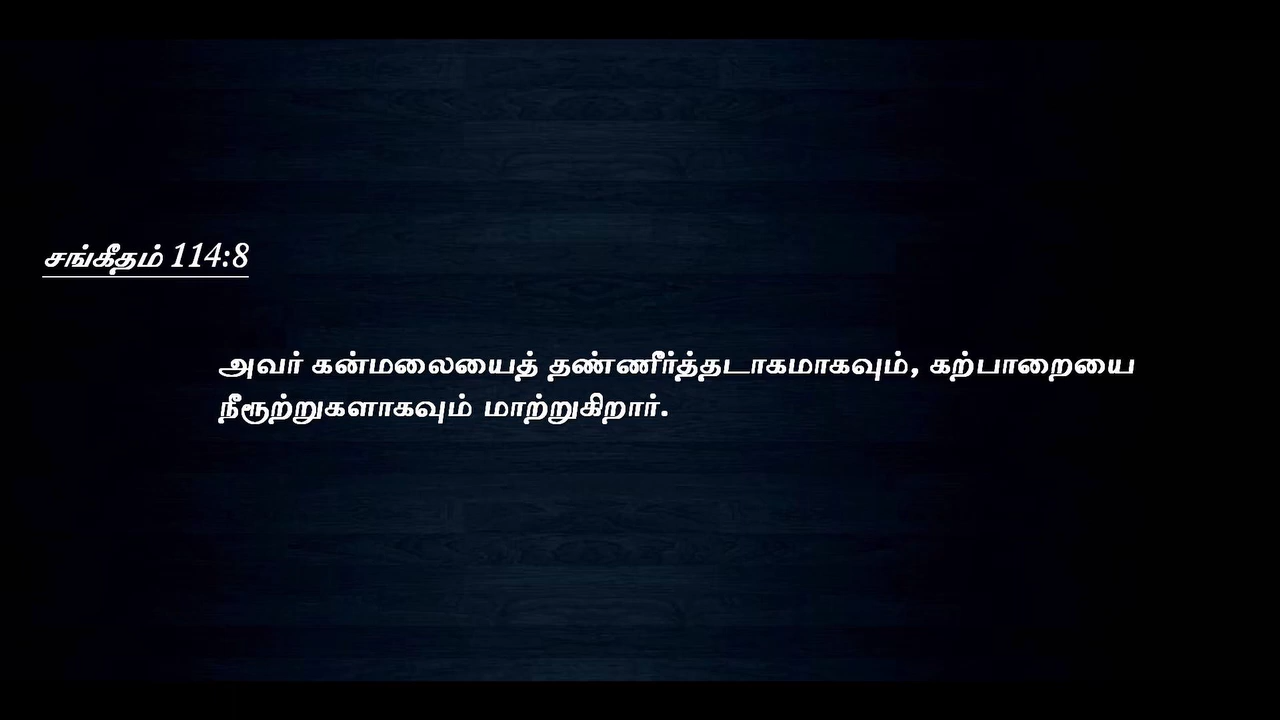 சங்கீதம் 114:8
அவர் கன்மலையைத் தண்ணீர்த்தடாகமாகவும், கற்பாறையை
நீரூற்றுகளாகவும் மாற்றுகிறார்.